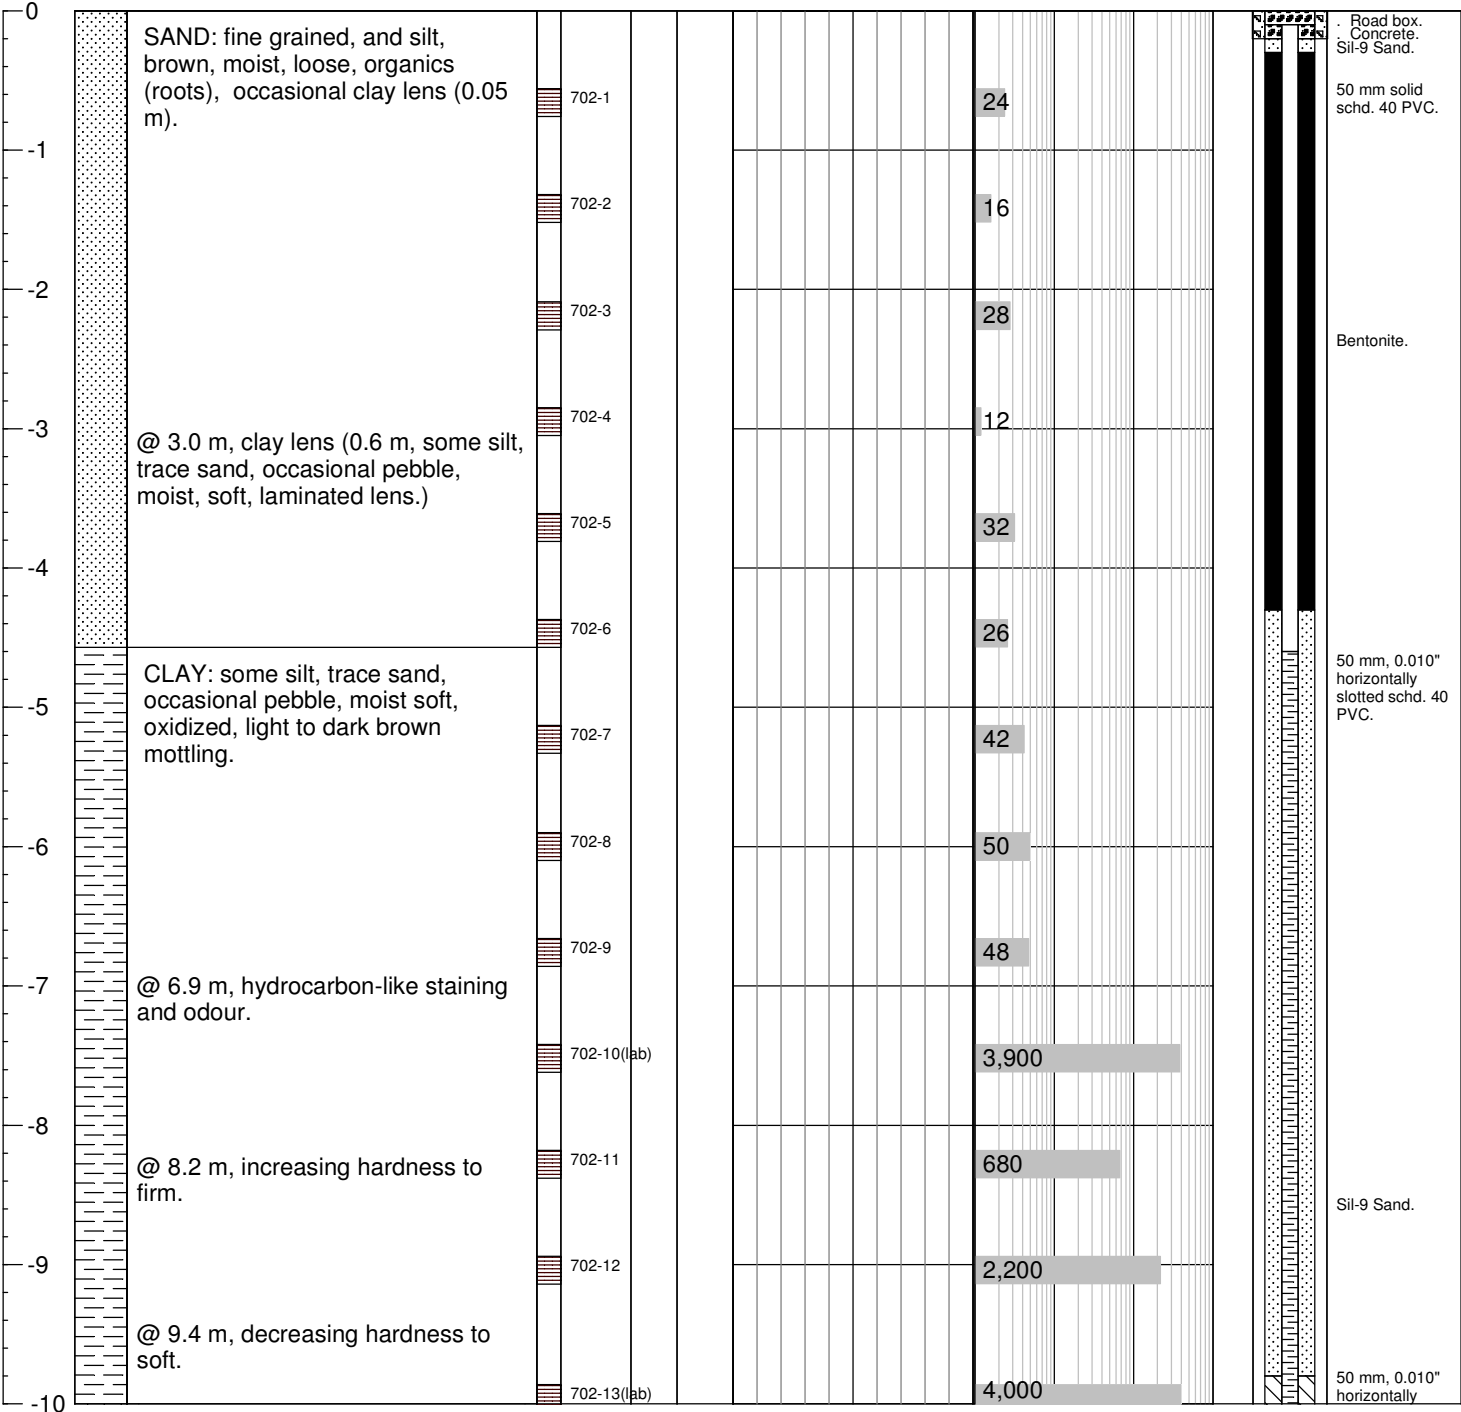 0
SAND: fine grained, and silt,
brown, moist, loose, organics
(roots), occasional clay lens (0.05
m).
. Road box.
. Concrete.
Sil-9 Sand.
702-1
24
50 mm solid
schd. 40 PVC.
-1
702-2
16
-2
702-3
28
Bentonite.
702-4
12
-3
@ 3.0 m, clay lens (0.6 m, some silt,
trace sand, occasional pebble,
moist, soft, laminated lens.)
702-5
32
-4
702-6
26
CLAY: some silt, trace sand,
occasional pebble, moist soft,
oxidized, light to dark brown
mottling.
50 mm, 0.010"
horizontally
slotted schd. 40
PVC.
-5
702-7
42
-6
702-8
50
702-9
48
-7
@ 6.9 m, hydrocarbon-like staining
and odour.
702-10(lab)
3,900
-8
@ 8.2 m, increasing hardness to
firm.
702-11
680
Sil-9 Sand.
-9
702-12
2,200
@ 9.4 m, decreasing hardness to
soft.
702-13(lab)
4,000
50 mm, 0.010"
horizontally
-10